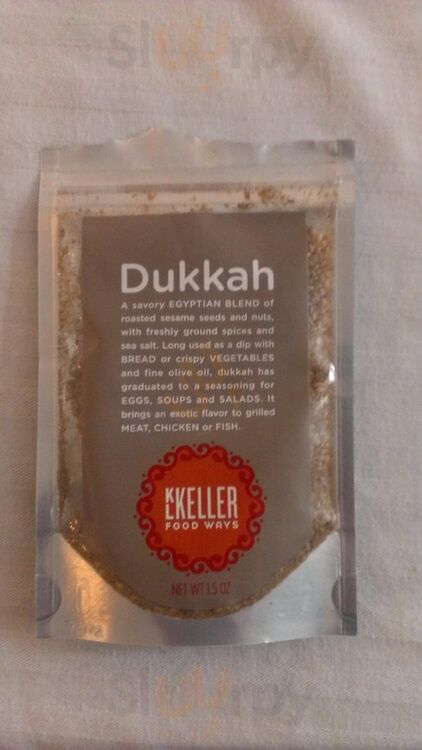 Slurpy
Dukkah
A savory EGYPTIAN BLEND of
roasted sesame seeds and nuts,
with freshly ground spices and
sea salt. Long used as a dip with
BREAD or crispy VEGETABLES
and fine olive oil, dukkah has
graduated to a seasoning for
EGGS, SOUPS and SALADS. It
brings an exotic flavor to grilled
MEAT, CHICKEN or FISH.
KL KELLER
FOOD WAYS
NET WT 1.5 OZ
Slurpy